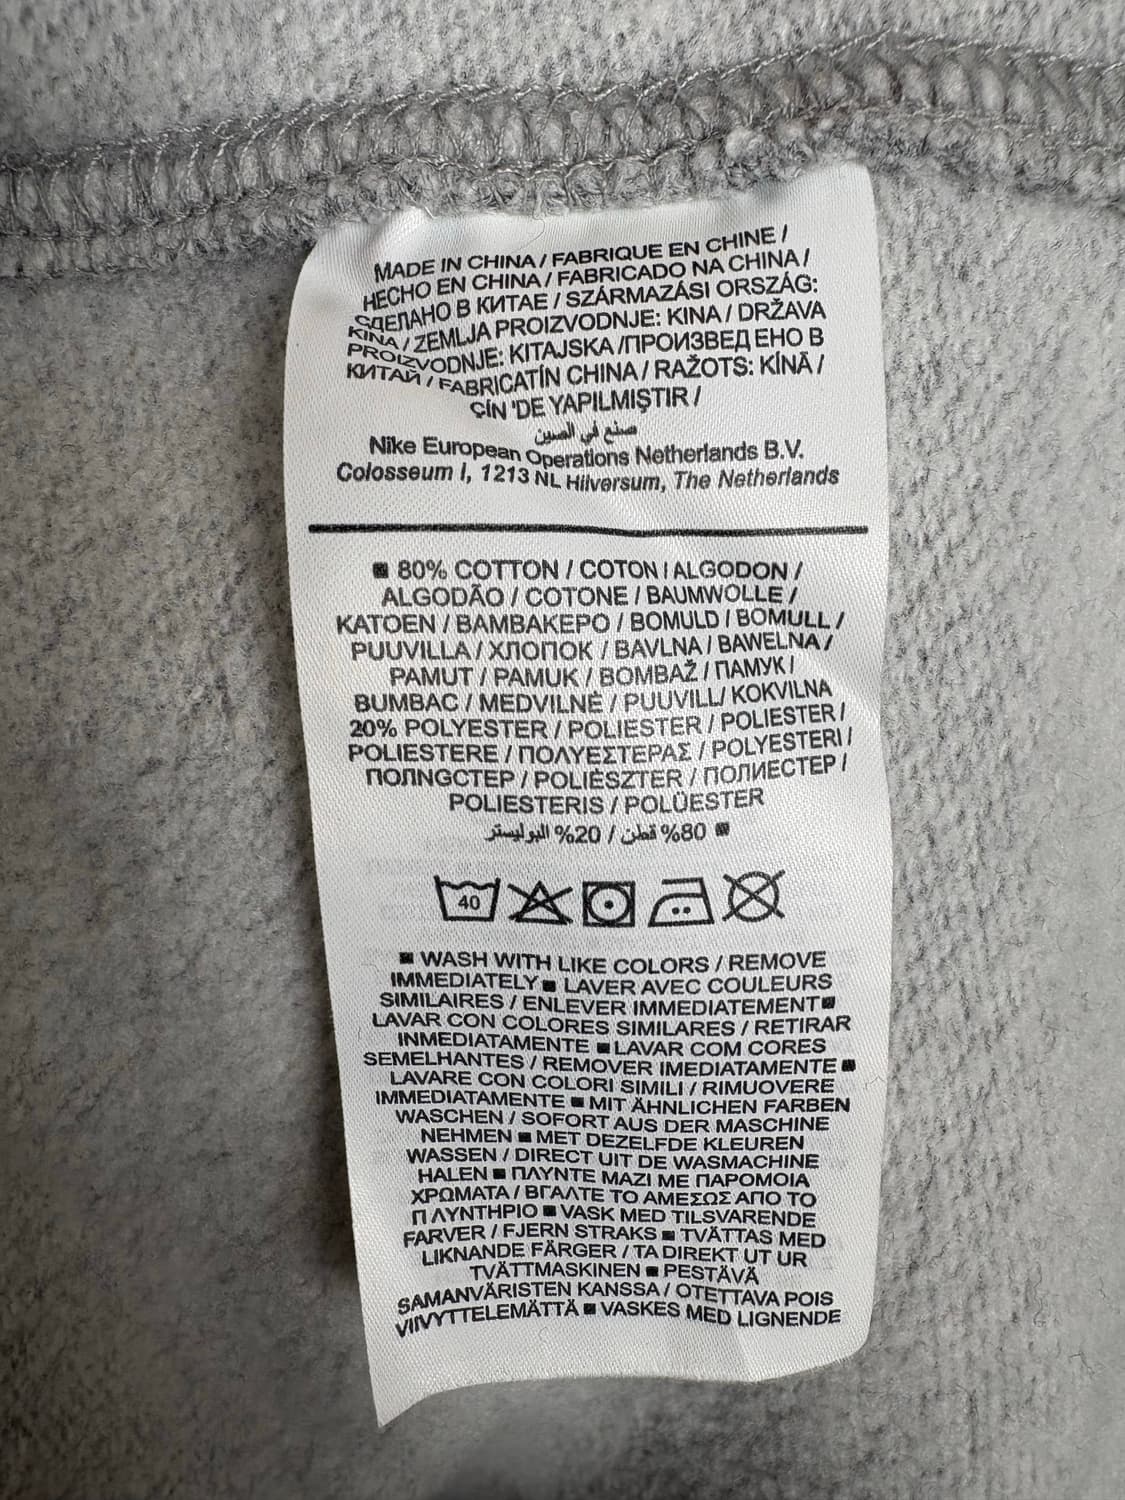 MADE IN CHINA / FABRIQUE EN CHINE /
HECHO EN CHINA / FABRICADO NA CHINA /
СДЕЛАНО В КИТАЕ / SZÁRMAZÁSI ORSZÁG:
KINA / ZEMLJA PROIZVODNJE: KINA / DRŽAVA
PROIZVODNJE: KITAJSKA /ПРОИЗВЕДЕНО В
КИТАЙ / FABRICATÎN CHINA / RAŽOTS: KÍNĀ /
ÇİN 'DE YAPILMIŞTIR /
صنع في الصين
Nike European Operations Netherlands B.V.
Colosseum I, 1213 NL Hilversum, The Netherlands
■ 80% COTTON / COTON / ALGODON /
ALGODÃO / COTONE / BAUMWOLLE /
KATOEN / BAMBAKEPO / BOMULD / BOMULL /
PUUVILLA / ХЛОПОК / BAVLNA / BAWELNA /
PAMUT / PAMUK / BOMBAŽ / ПАМУК /
BUMBAC / MEDVILNĖ / PUUVILL/ KOKVILNA
20% POLYESTER / POLIESTER / POLIESTER /
POLIESTERE / ΠΟΛΥΕΣΤΕΡΑΣ / POLYESTERI /
ПОЛNGСТЕР / POLIÉSZTER / ПОЛИЕСТЕР /
POLIESTERIS / POLÜESTER
■ 80% قطن / 20% البوليستر
40
■ WASH WITH LIKE COLORS / REMOVE
IMMEDIATELY ■ LAVER AVEC COULEURS
SIMILAIRES / ENLEVER IMMEDIATEMENT■
LAVAR CON COLORES SIMILARES / RETIRAR
INMEDIATAMENTE ■ LAVAR COM CORES
SEMELHANTES / REMOVER IMEDIATAMENTE ■
LAVARE CON COLORI SIMILI / RIMUOVERE
IMMEDIATAMENTE ■ MIT ÄHNLICHEN FARBEN
WASCHEN / SOFORT AUS DER MASCHINE
NEHMEN ■ MET DEZELFDE KLEUREN
WASSEN / DIRECT UIT DE WASMACHINE
HALEN ■ ΠΛΥΝΤΕ ΜΑΖΙ ΜΕ ΠΑΡΟΜΟΙΑ
ΧΡΩΜΑΤΑ / ΒΓΑΛΤΕ ΤΟ ΑΜΕΣΩΣ ΑΠΟ ΤΟ
ΠΛΥΝΤΗΡΙΟ ■ VASK MED TILSVARENDE
FARVER / FJERN STRAKS ■ TVÄTTAS MED
LIKNANDE FÄRGER / TA DIREKT UT UR
TVÄTTMASKINEN ■ PESTÄVÄ
SAMANVÄRISTEN KANSSA / OTETTAVA POIS
VIIVYTTELEMÄTTÄ ■ VASKES MED LIGNENDE